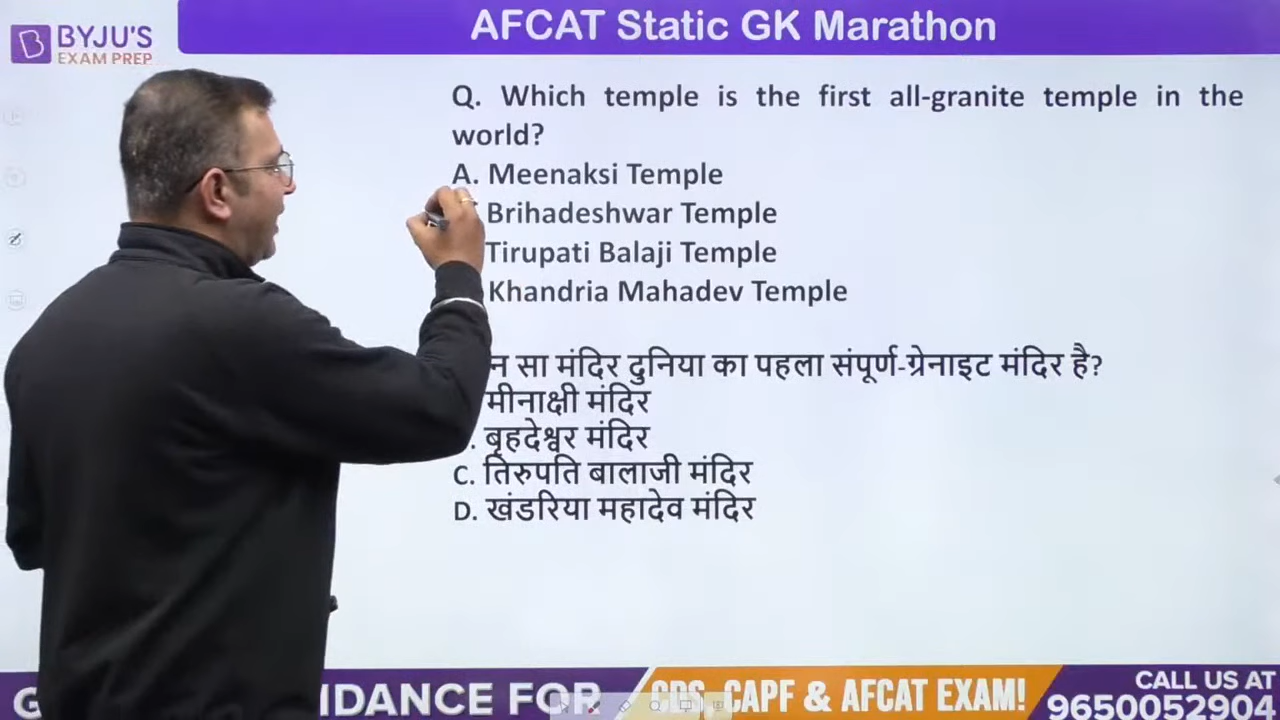 BYJU'S
EXAM PREP
AFCAT Static GK Marathon
Q. Which temple is the first all-granite temple in the
world?
A. Meenaksi Temple
Brihadeshwar Temple
Tirupati Balaji Temple
Khandria Mahadev Temple
न सा मंदिर दुनिया का पहला संपूर्ण-ग्रेनाइट मंदिर है?
मीनाक्षी मंदिर
. बृहदेश्वर मंदिर
C. तिरुपति बालाजी मंदिर
D. खंडरिया महादेव मंदिर
G IDANCE FOR CDS, CAPF & AFCAT EXAM!
CALL US AT
9650052904